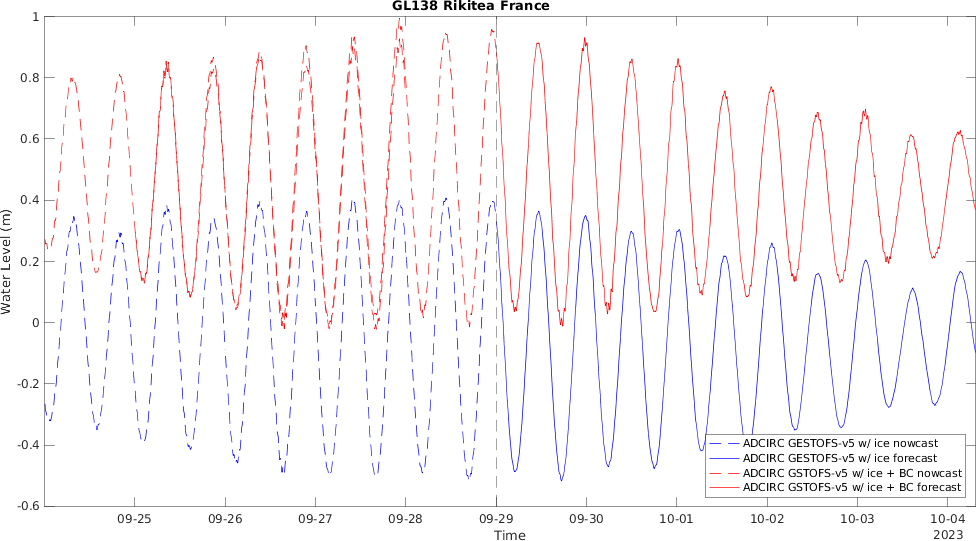 GL138 Rikitea France
1
0.8
0.6
0.4
0.2
0
-0.2
-0.4
-0.6
Water Level (m)
ADCIRC GESTOFS-v5 w/ ice nowcast
ADCIRC GESTOFS-v5 w/ ice forecast
ADCIRC GSTOFS-v5 w/ ice + BC nowcast
ADCIRC GSTOFS-v5 w/ ice + BC forecast
09-25 09-26 09-27 09-28 09-29 09-30 10-01 10-02 10-03 10-04
Time 2023